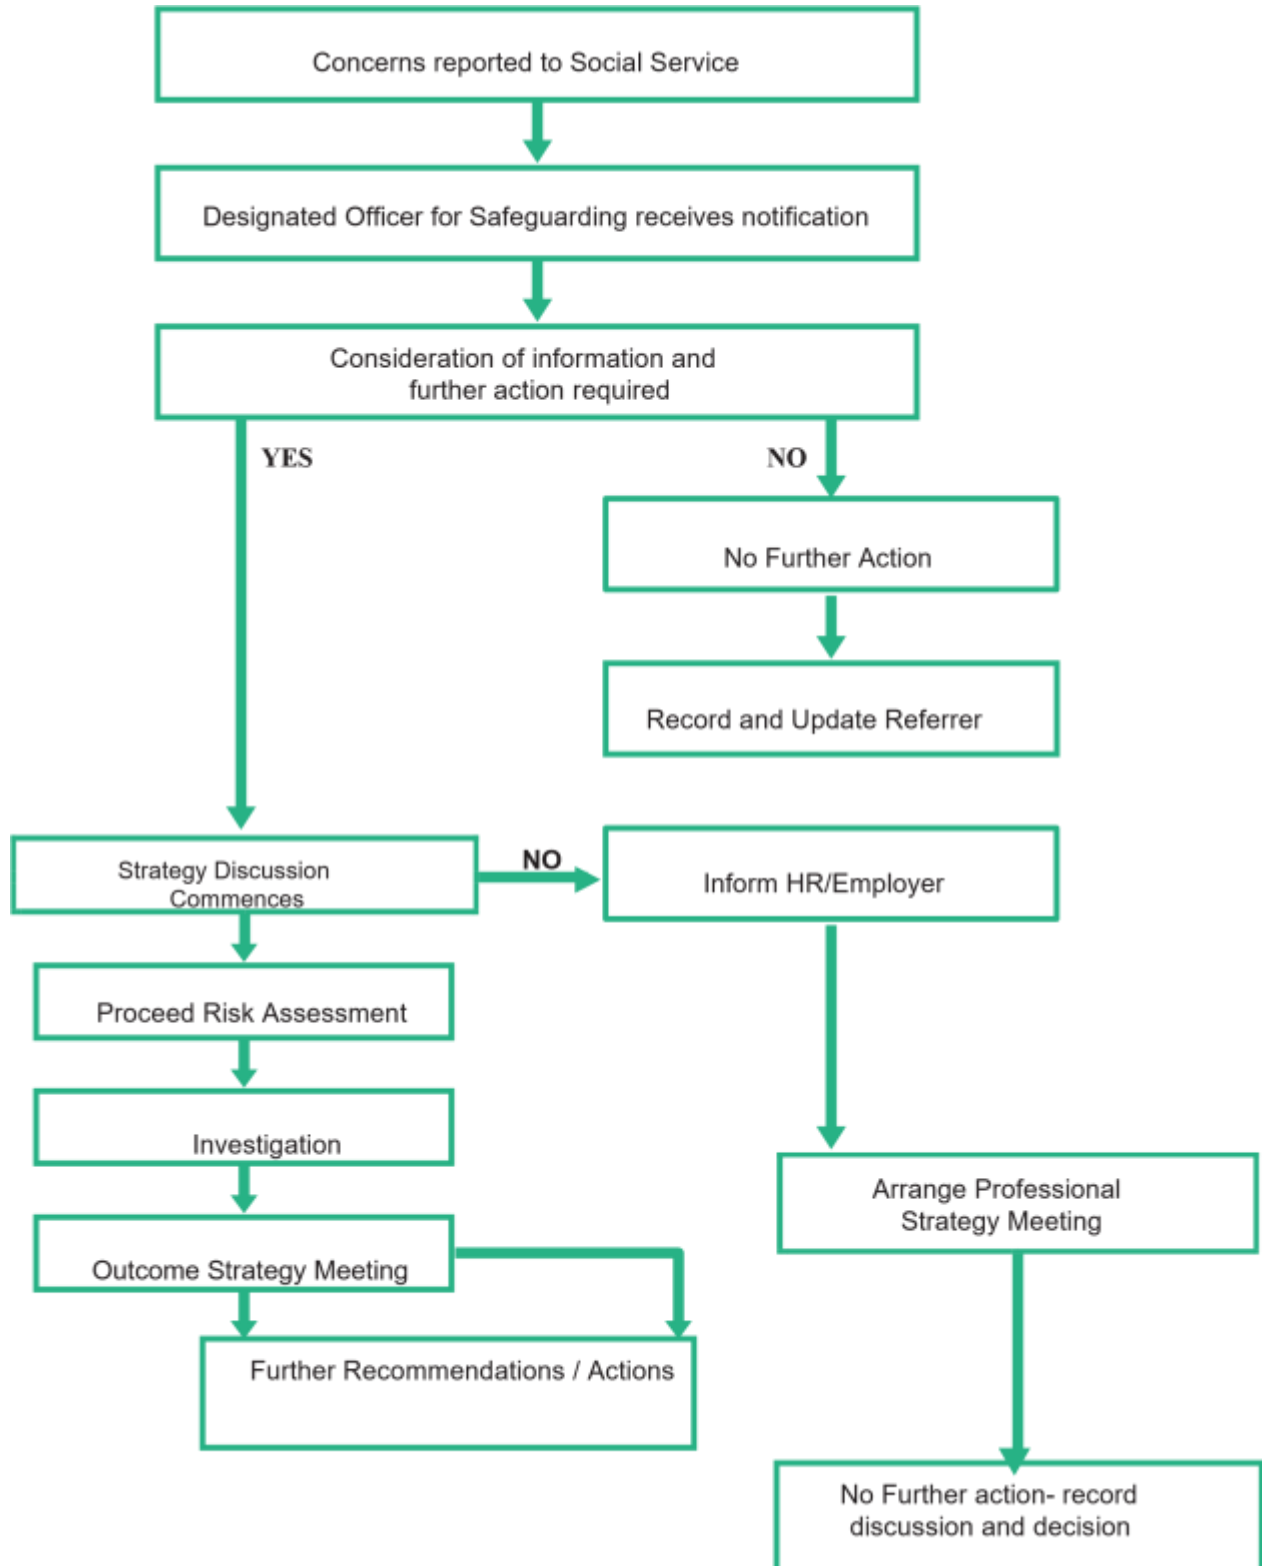 Concerns reported to Social Service
Designated Officer for Safeguarding receives notification
Consideration of information and
further action required
YES
NO
No Further Action
Record and Update Referrer
Strategy Discussion
Commences
NO
Inform HR/Employer
Proceed Risk Assessment
Investigation
Arrange Professional
Strategy Meeting
Outcome Strategy Meeting
Further Recommendations / Actions
No Further action- record
discussion and decision